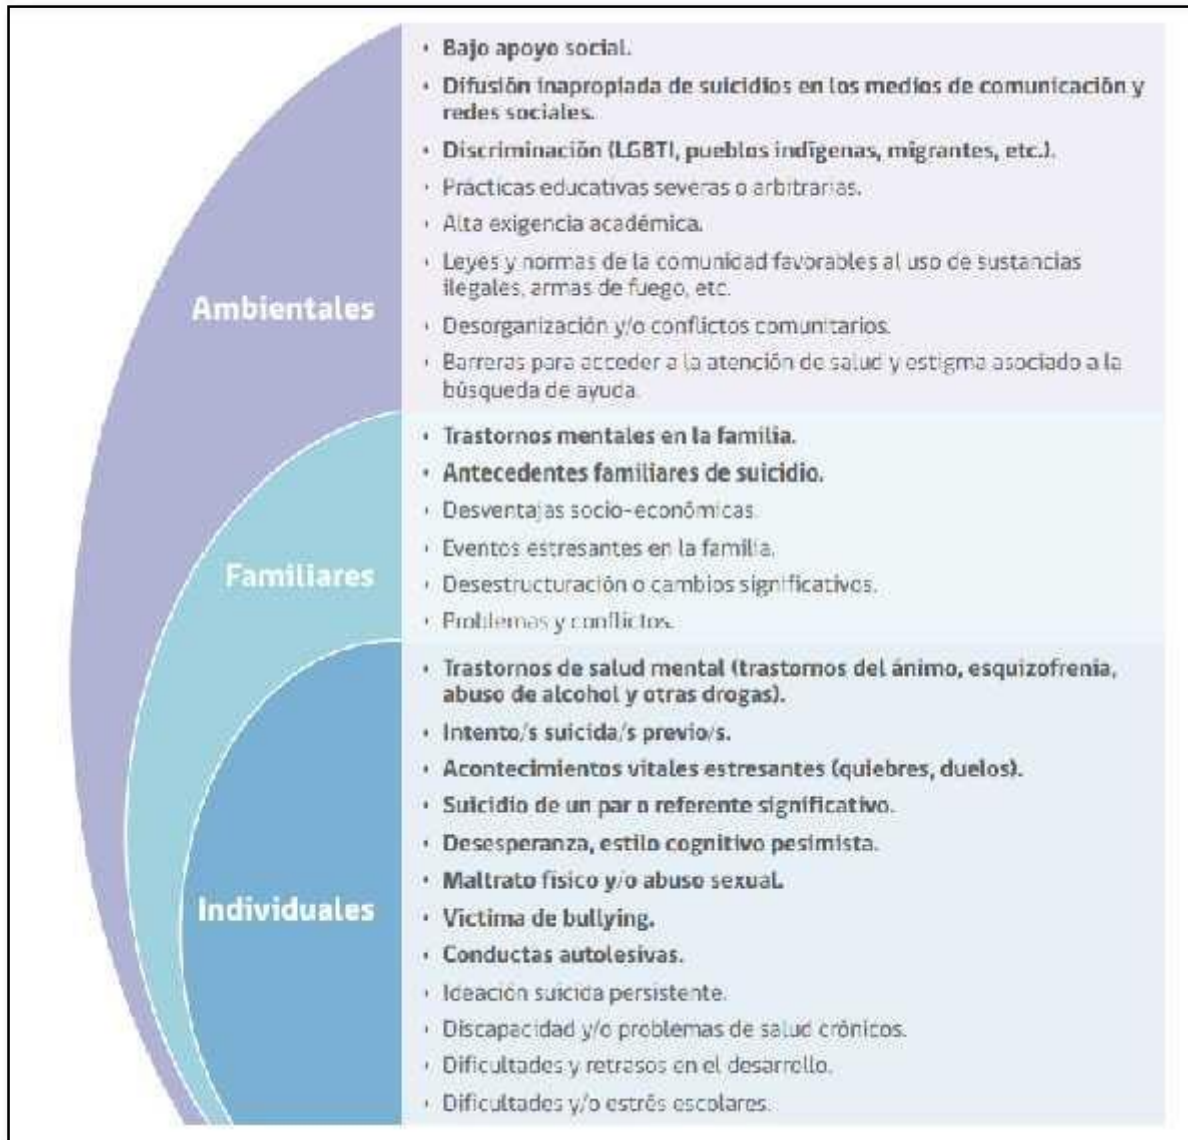 Ambientales
• Bajo apoyo social.
• Difusión inapropiada de suicidios en los medios de comunicación y
redes sociales.
• Discriminación (LGBTI, pueblos indígenas, migrantes, etc.).
• Prácticas educativas severas o arbitrarias.
• Alta exigencia académica.
• Leyes y normas de la comunidad favorables al uso de sustancias
ilegales, armas de fuego, etc.
• Desorganización y/o conflictos comunitarios.
• Barreras para acceder a la atención de salud y estigma asociado a la
búsqueda de ayuda.
Familiares
• Trastornos mentales en la familia.
• Antecedentes familiares de suicidio.
• Desventajas socio-económicas.
• Eventos estresantes en la familia.
• Desestructuración o cambios significativos.
• Problemas y conflictos.
Individuales
• Trastornos de salud mental (trastornos del ánimo, esquizofrenia,
abuso de alcohol y otras drogas).
• Intento/s suicida/s previo/s.
• Acontecimientos vitales estresantes (quiebres, duelos).
• Suicidio de un par o referente significativo.
• Desesperanza, estilo cognitivo pesimista.
• Maltrato físico y/o abuso sexual.
• Víctima de bullying.
• Conductas autolesivas.
• Ideación suicida persistente.
• Discapacidad y/o problemas de salud crónicos.
• Dificultades y retrasos en el desarrollo.
• Dificultades y/o estrés escolares.